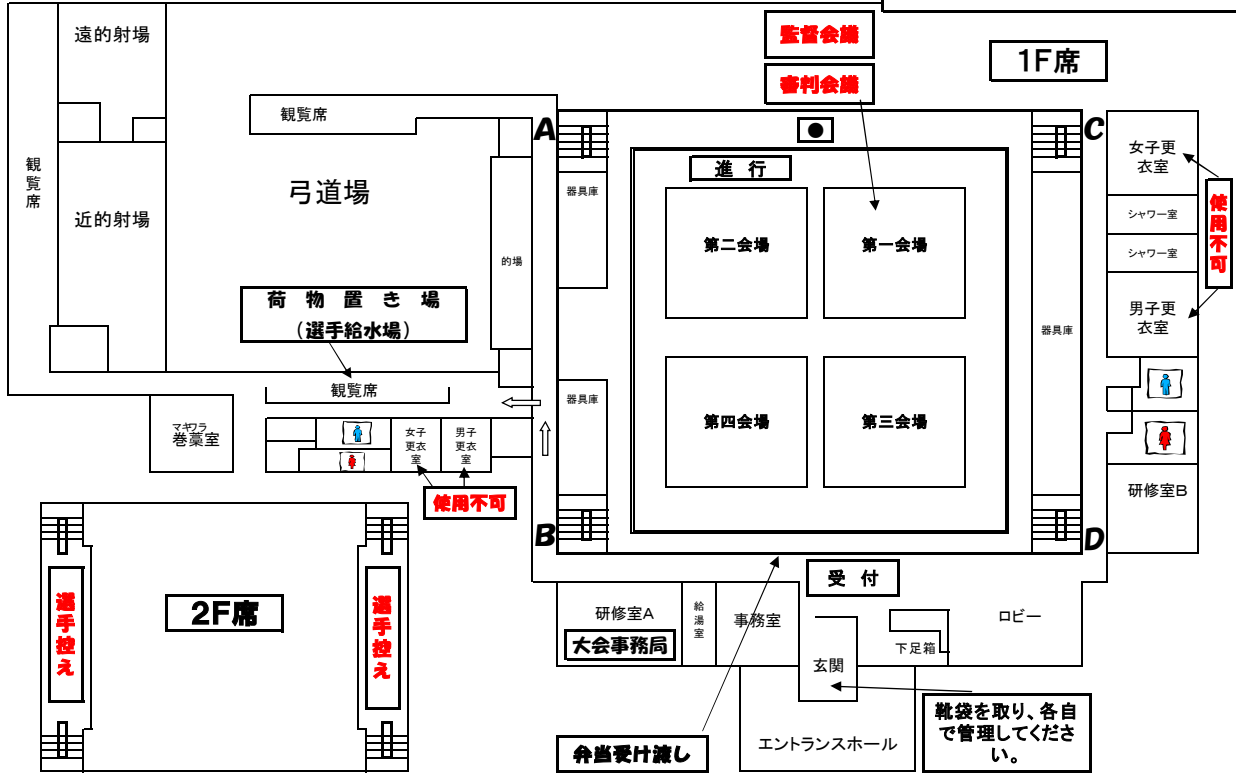 監督会議
審判会議
1F席
遠的射場
観覧席
観覧席
近的射場
弓道場
的場
荷物置き場
（選手給水場）
観覧席
マキワラ
巻藁室
女子
更衣
室
男子
更衣
室
使用不可
A
C
B
D
器具庫
器具庫
器具庫
進 行
第二会場
第一会場
第四会場
第三会場
女子更
衣室
シャワー室
シャワー室
男子更
衣室
使用不可
研修室B
受 付
研修室A
大会事務局
給湯室
事務室
玄関
下足箱
ロビー
エントランスホール
弁当受け渡し
靴袋を取り、各自
で管理してくださ
い。
2F席
選手控え
選手控え